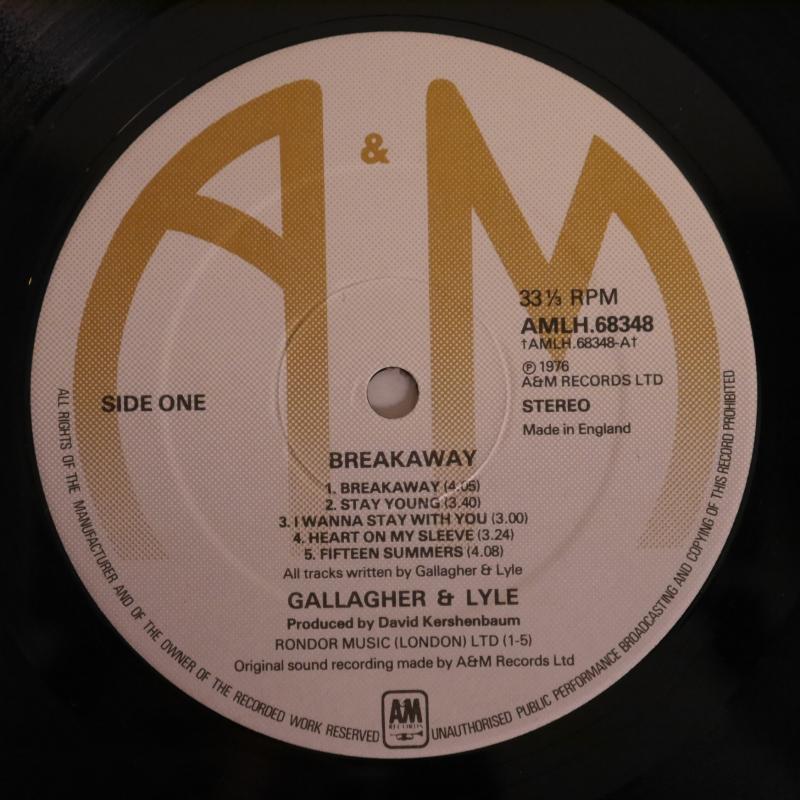 A & M
33 1/3 RPM
AMLH.68348
†AMLH.68348-A†
℗ 1976
A&M RECORDS LTD
SIDE ONE
STEREO
Made in England
BREAKAWAY
1. BREAKAWAY (4.05)
2. STAY YOUNG (3.40)
3. I WANNA STAY WITH YOU (3.00)
4. HEART ON MY SLEEVE (3.24)
5. FIFTEEN SUMMERS (4.08)
All tracks written by Gallagher & Lyle
GALLAGHER & LYLE
Produced by David Kershenbaum
RONDOR MUSIC (LONDON) LTD (1-5)
Original sound recording made by A&M Records Ltd
ALL RIGHTS OF THE MANUFACTURER AND OF THE OWNER OF THE RECORDED WORK RESERVED
A&M
RECORDS
UNAUTHORISED PUBLIC PERFORMANCE BROADCASTING AND COPYING OF THIS RECORD PROHIBITED